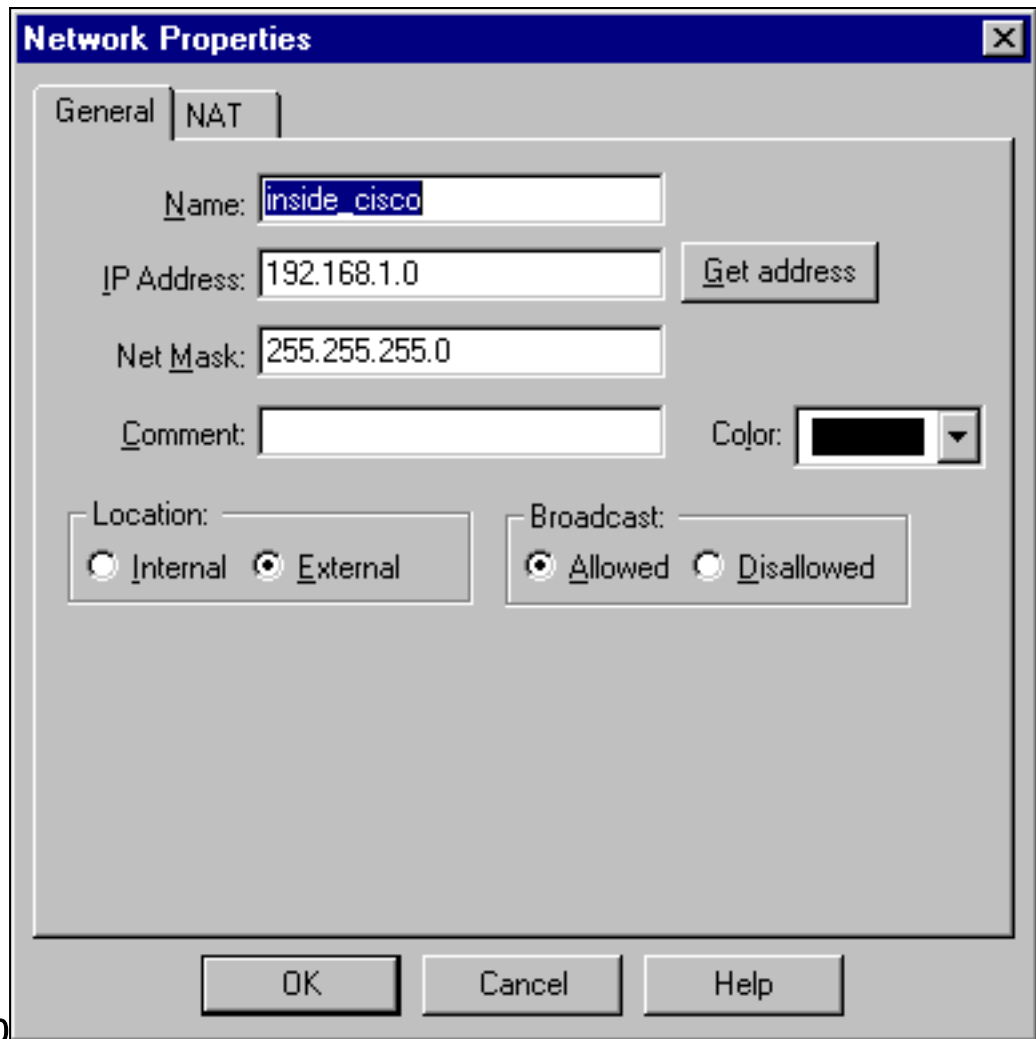 Network Properties
General NAT
Name: inside_cisco
IP Address: 192.168.1.0 Get address
Net Mask: 255.255.255.0
Comment: Color:
Location: Broadcast:
Internal External Allowed Disallowed
OK Cancel Help